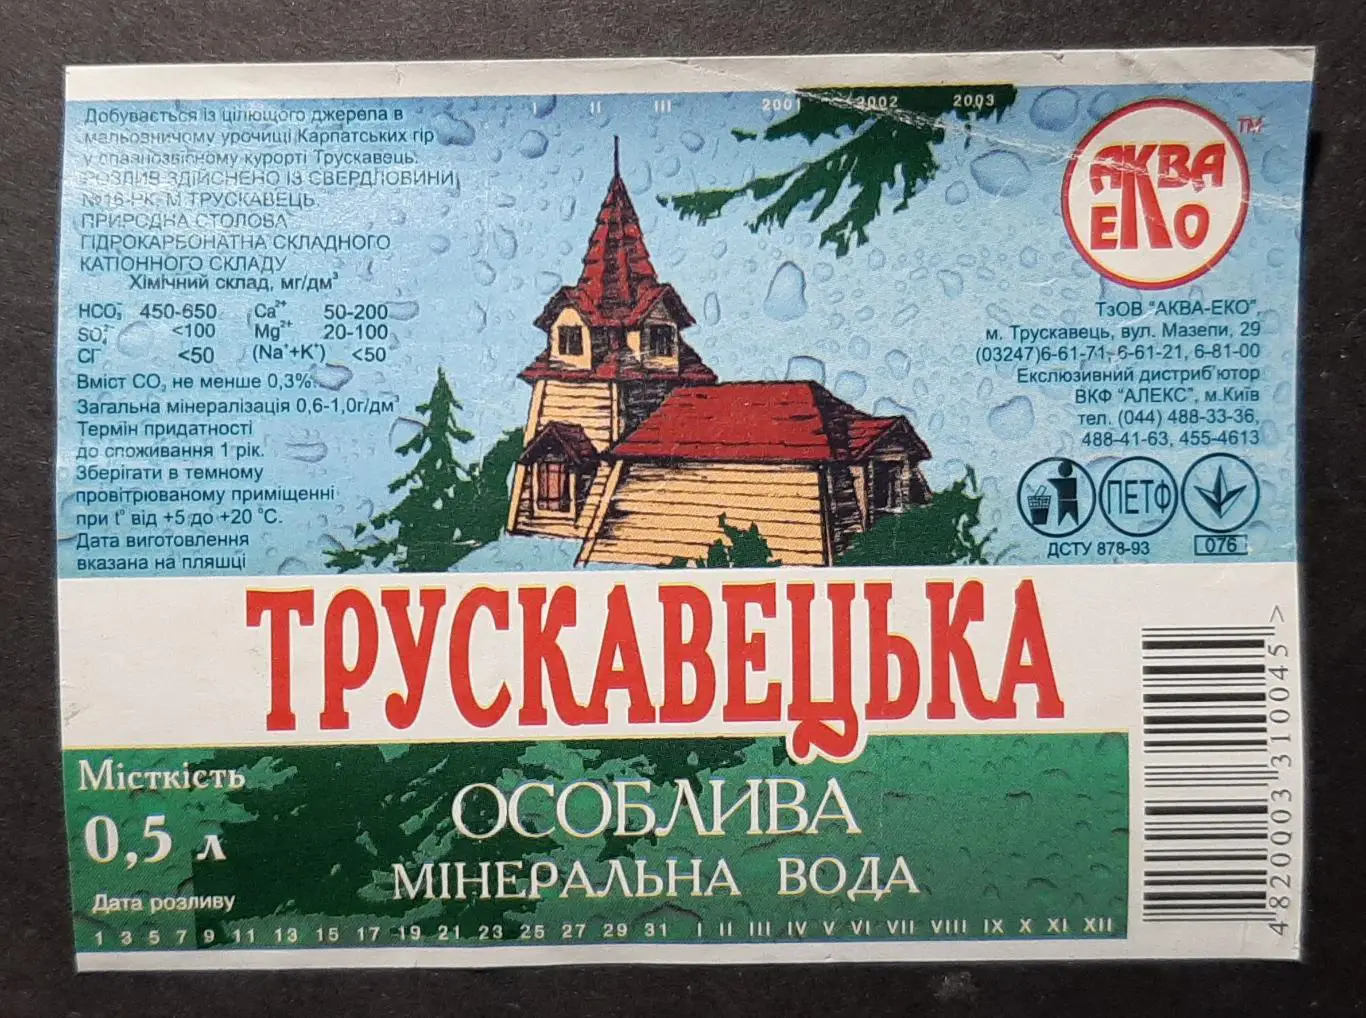 I II III 2001 2002 2003
Добувається із цілющого джерела в
мальовничому урочищі Карпатських гір
у славнозвісному курорті Трускавець.
РОЗЛИВ ЗДІЙСНЕНО ІЗ СВЕРДЛОВИНИ
№16-РК, М.ТРУСКАВЕЦЬ.
ПРИРОДНА СТОЛОВА
ГІДРОКАРБОНАТНА СКЛАДНОГО
КАТІОННОГО СКЛАДУ
Хімічний склад, мг/дм³
HCO₃⁻ 450-650 Ca²⁺ 50-200
SO₄²⁻ <100 Mg²⁺ 20-100
Cl⁻ <50 (Na⁺+K⁺) <50
Вміст CO₂ не менше 0,3%.
Загальна мінералізація 0,6-1,0г/дм³
Термін придатності
до споживання 1 рік.
Зберігати в темному
провітрюваному приміщенні
при t° від +5 до +20 °С.
Дата виготовлення
вказана на пляшці
АКВА
ЕКО
TM
ТзОВ "АКВА-ЕКО",
м. Трускавець, вул. Мазепи, 29
(03247)6-61-71, 6-61-21, 6-81-00
Екслюзивний дистриб'ютор
ВКФ "АЛЕКС", м.Київ
тел. (044) 488-33-36,
488-41-63, 455-4613
ПЕТФ
ДСТУ 878-93 076
ТРУСКАВЕЦЬКА
ОСОБЛИВА
МІНЕРАЛЬНА ВОДА
Місткість
0,5 л
Дата розливу
1 3 5 7 9 11 13 15 17 19 21 23 25 27 29 31 I II III IV V VI VII VIII IX X XI XII
4 820003 310045 >